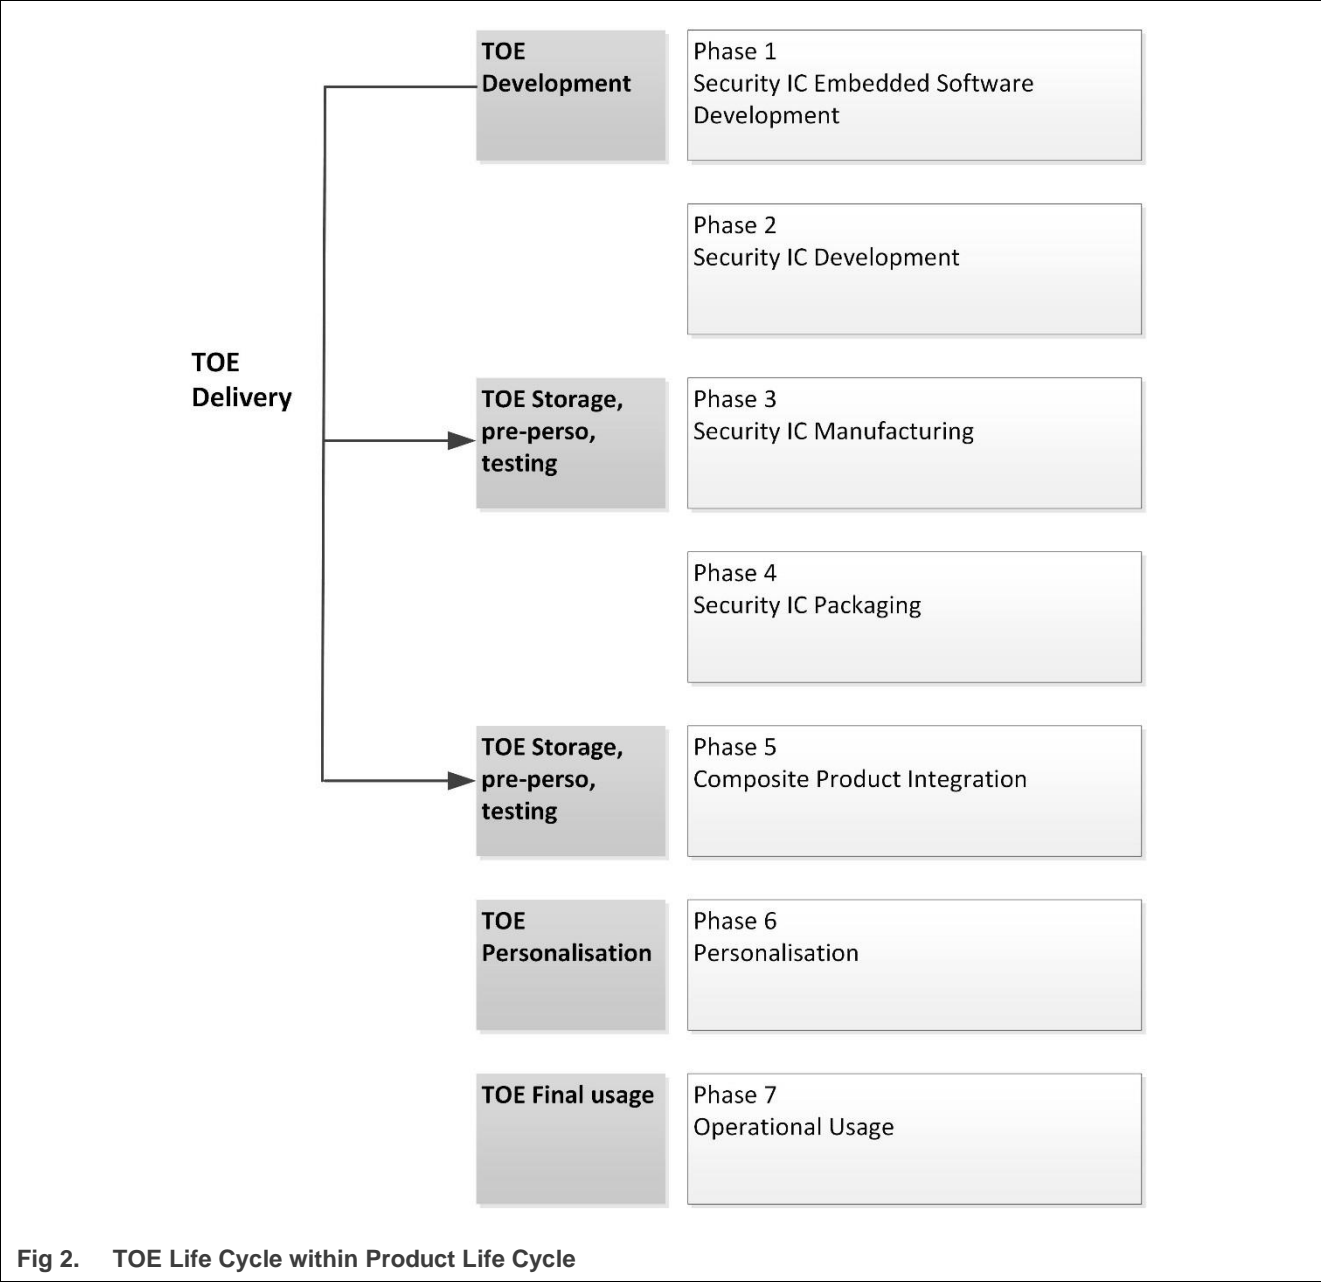 TOE
Development
Phase 1
Security IC Embedded Software
Development
Phase 2
Security IC Development
TOE
Delivery
TOE Storage,
pre-perso,
testing
Phase 3
Security IC Manufacturing
Phase 4
Security IC Packaging
TOE Storage,
pre-perso,
testing
Phase 5
Composite Product Integration
TOE
Personalisation
Phase 6
Personalisation
TOE Final usage
Phase 7
Operational Usage
Fig 2. TOE Life Cycle within Product Life Cycle